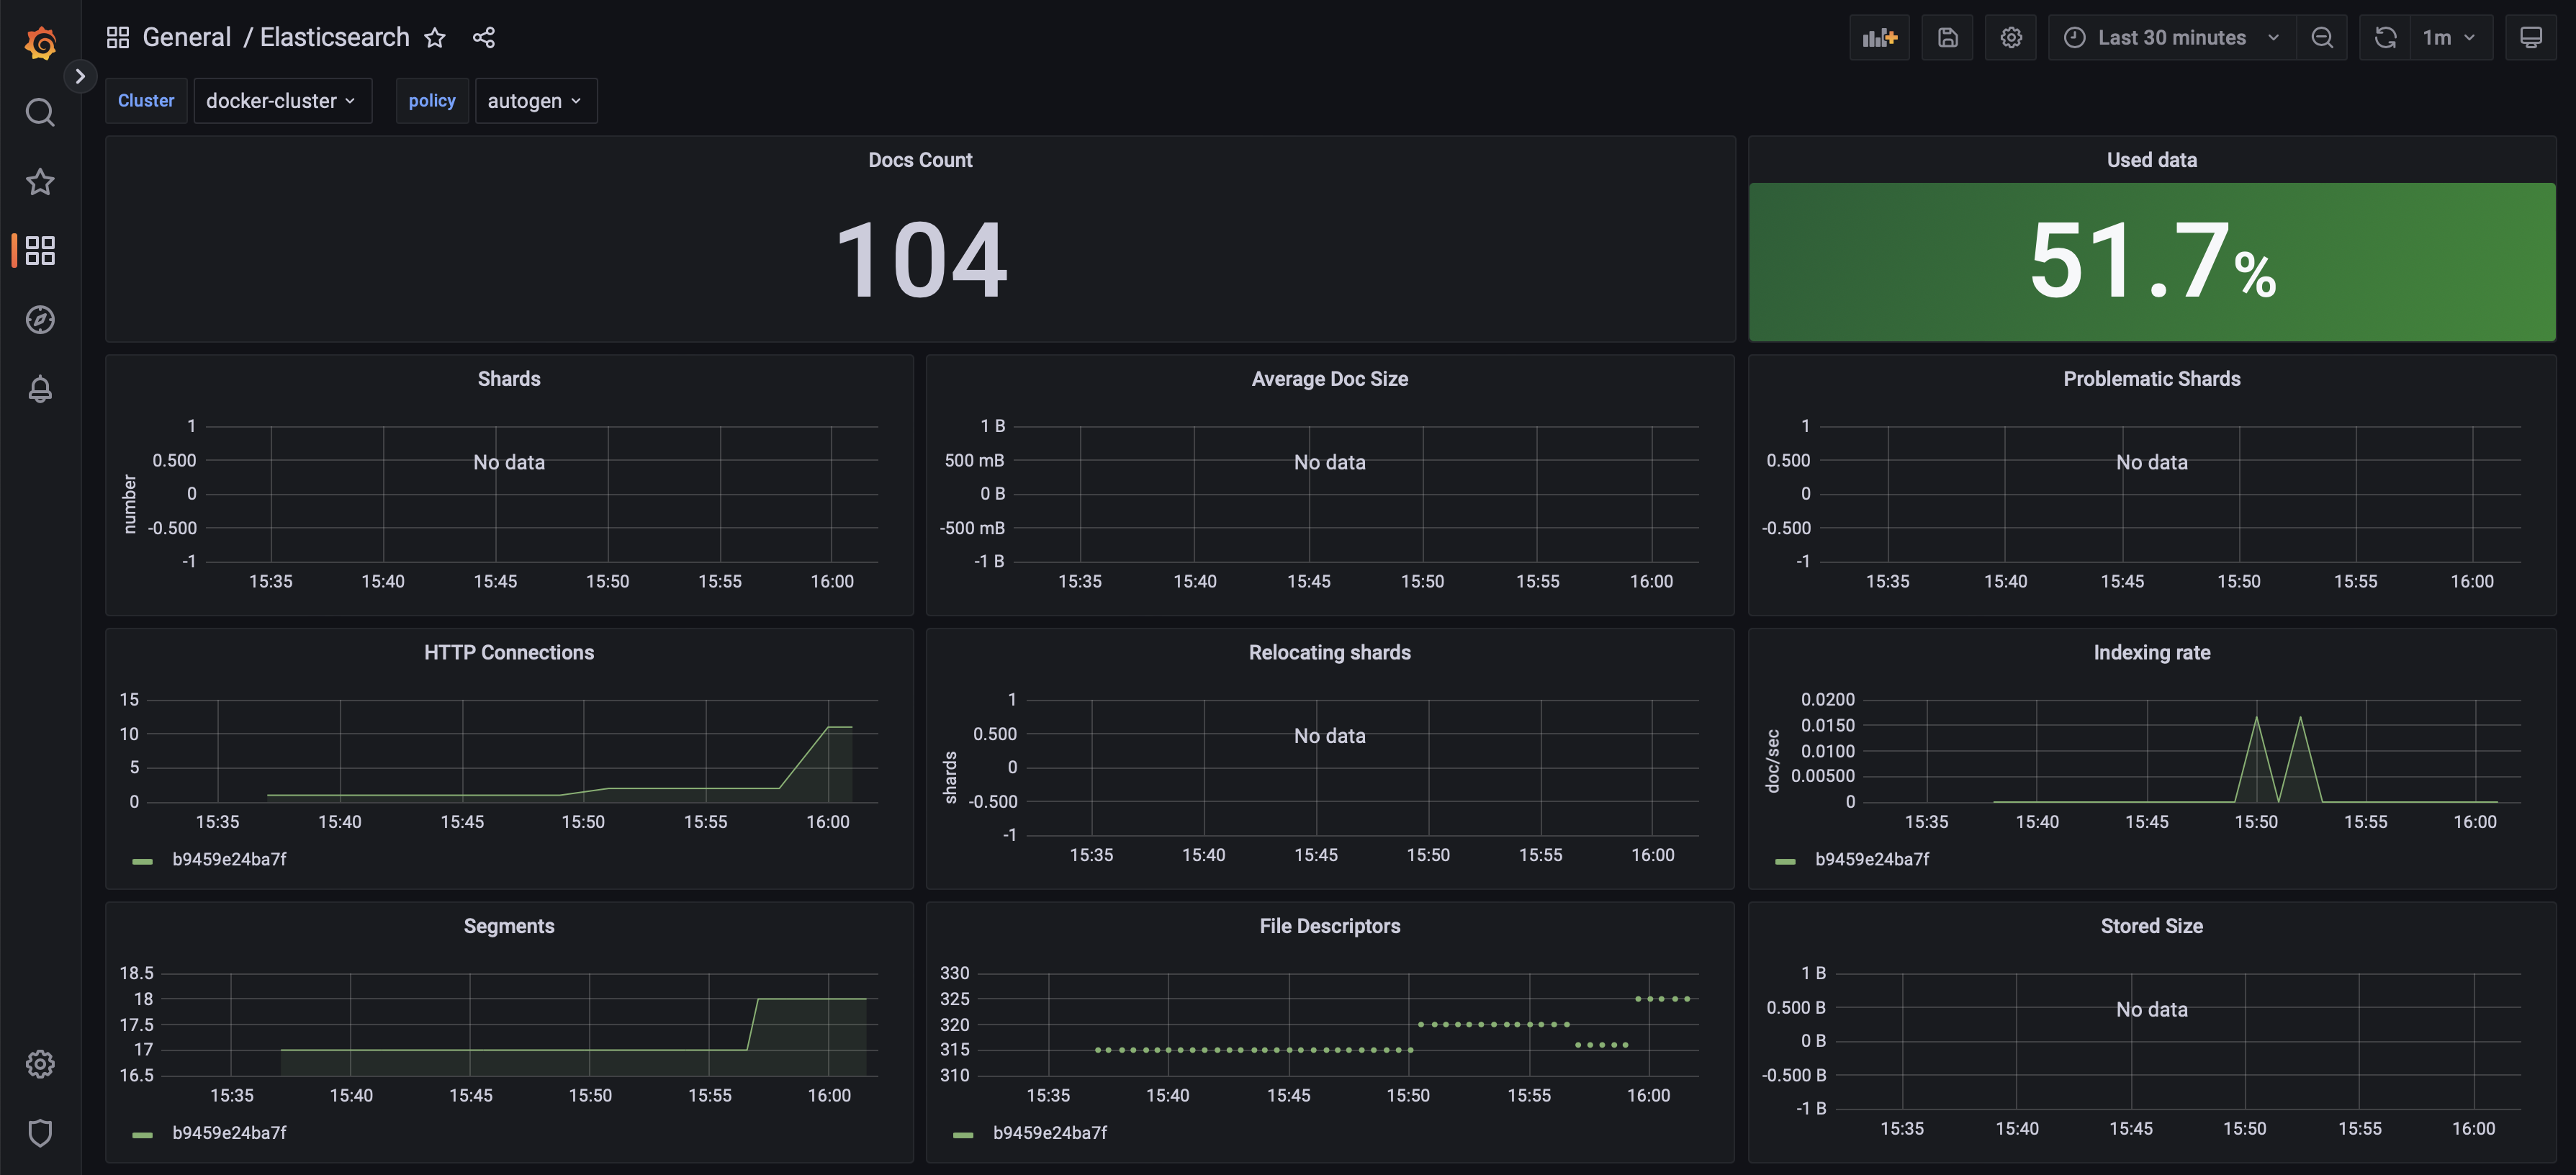 General / Elasticsearch
Last 30 minutes
1m
Cluster docker-cluster policy autogen
Docs Count
104
Used data
51.7%
Shards
number
1
0.500
0
-0.500
-1
No data
15:35 15:40 15:45 15:50 15:55 16:00
Average Doc Size
1 B
500 mB
0 B
-500 mB
-1 B
No data
15:35 15:40 15:45 15:50 15:55 16:00
Problematic Shards
1
0.500
0
-0.500
-1
No data
15:35 15:40 15:45 15:50 15:55 16:00
HTTP Connections
15
10
5
0
15:35 15:40 15:45 15:50 15:55 16:00
b9459e24ba7f
Relocating shards
shards
1
0.500
0
-0.500
-1
No data
15:35 15:40 15:45 15:50 15:55 16:00
Indexing rate
doc/sec
0.0200
0.0150
0.0100
0.00500
0
15:35 15:40 15:45 15:50 15:55 16:00
b9459e24ba7f
Segments
18.5
18
17.5
17
16.5
15:35 15:40 15:45 15:50 15:55 16:00
b9459e24ba7f
File Descriptors
330
325
320
315
310
15:35 15:40 15:45 15:50 15:55 16:00
b9459e24ba7f
Stored Size
1 B
0.500 B
0 B
-0.500 B
-1 B
No data
15:35 15:40 15:45 15:50 15:55 16:00